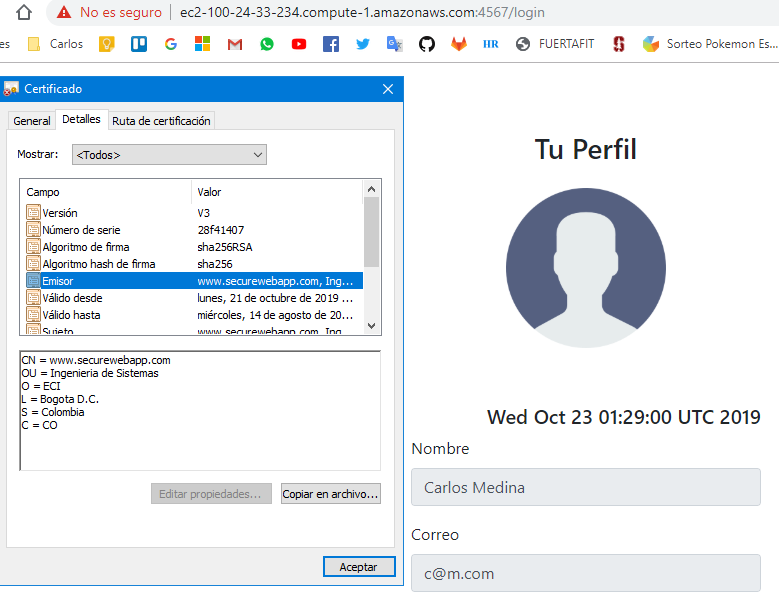 No es seguro | ec2-100-24-33-234.compute-1.amazonaws.com:4567/login
es Carlos HR FUERTAFIT Sorteo Pokemon Es...
Certificado
General Detalles Ruta de certificación
Mostrar: <Todos>
Campo Valor
Versión V3
Número de serie 28f41407
Algoritmo de firma sha256RSA
Algoritmo hash de firma sha256
Emisor www.securewebapp.com, Ing...
Válido desde lunes, 21 de octubre de 2019 ...
Válido hasta miércoles, 14 de agosto de 20...
Sujeto www.securewebapp.com, Ing
CN = www.securewebapp.com
OU = Ingenieria de Sistemas
O = ECI
L = Bogota D.C.
S = Colombia
C = CO
Editar propiedades... Copiar en archivo...
Aceptar
Tu Perfil
Wed Oct 23 01:29:00 UTC 2019
Nombre
Carlos Medina
Correo
c@m.com